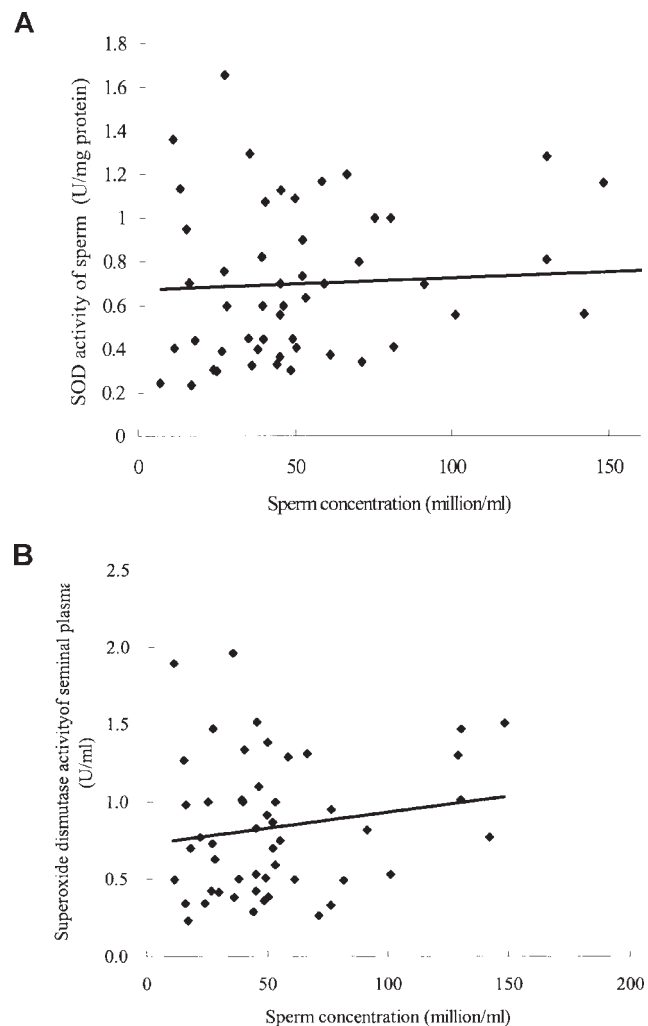 A
SOD activity of sperm (U/mg protein)
1.8
1.6
1.4
1.2
1
0.8
0.6
0.4
0.2
0
0 50 100 150
Sperm concentration (million/ml)
B
Superoxide dismutase activityof seminal plasma
(U/ml)
2.5
2.0
1.5
1.0
0.5
0.0
0 50 100 150 200
Sperm concentration (million/ml)